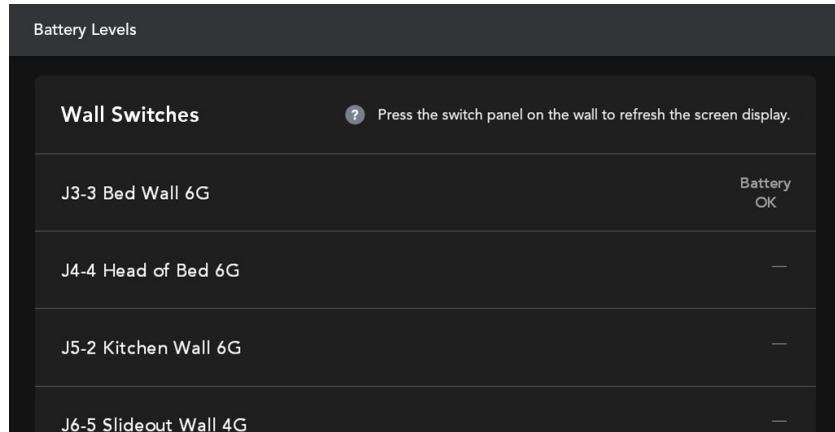 Battery Levels
Wall Switches
? Press the switch panel on the wall to refresh the screen display.
J3-3 Bed Wall 6G
Battery
OK
J4-4 Head of Bed 6G
—
J5-2 Kitchen Wall 6G
—
J6-5 Slideout Wall 4G
—